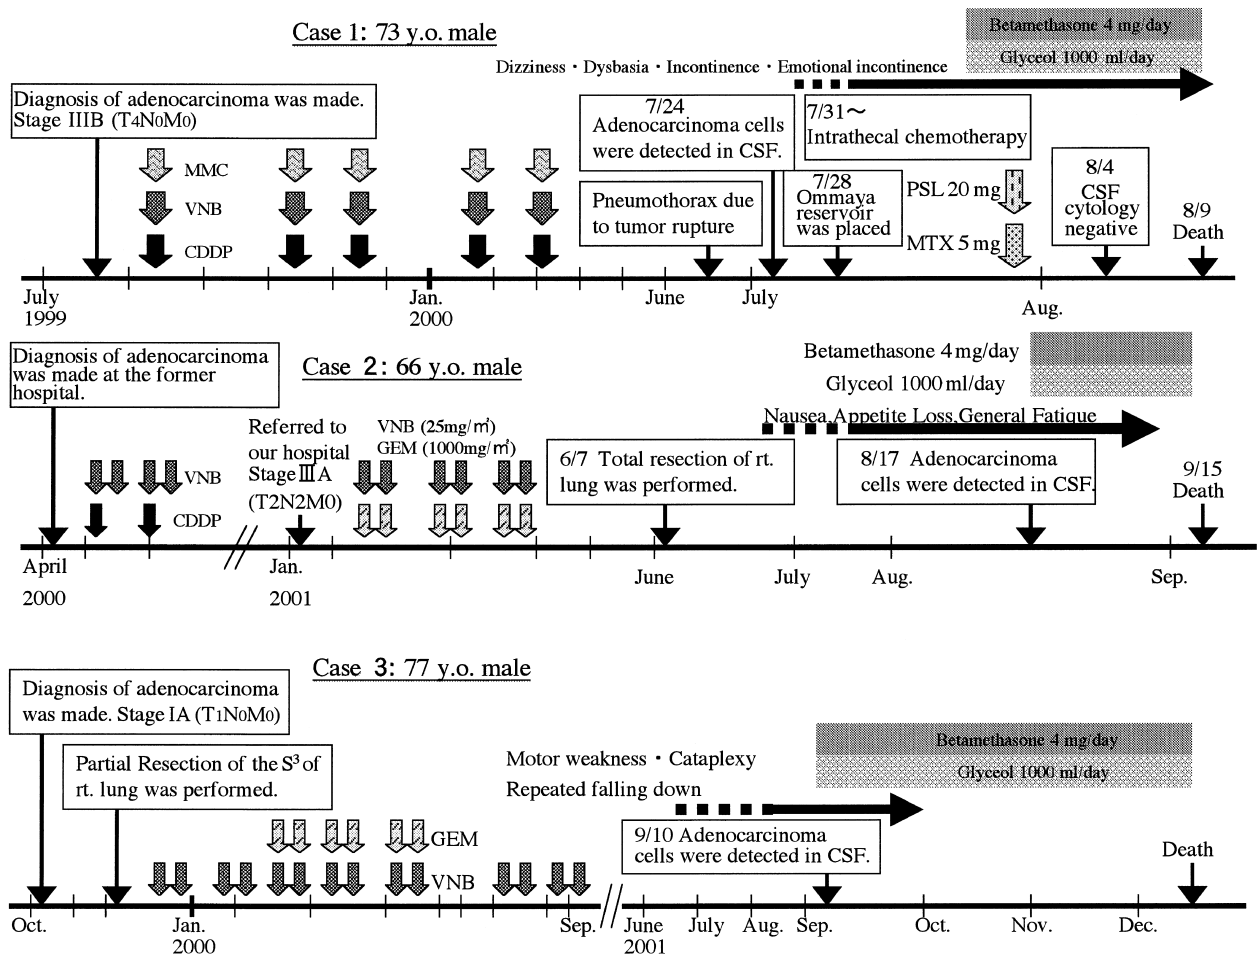 Case 1: 73 y.o. male
Betamethasone 4 mg/day
Glyceol 1000 ml/day
Dizziness・Dysbasia・Incontinence・Emotional incontinence
Diagnosis of adenocarcinoma was made.
Stage IIIB (T4N0M0)
7/24
Adenocarcinoma cells
were detected in CSF.
7/31～
Intrathecal chemotherapy
MMC
VNB
CDDP
Pneumothorax due
to tumor rupture
7/28
Ommaya
reservoir
was placed
PSL 20 mg
MTX 5 mg
8/4
CSF
cytology
negative
8/9
Death
July
1999
Jan.
2000
June
July
Aug.
Case 2: 66 y.o. male
Diagnosis of adenocarcinoma
was made at the former
hospital.
Betamethasone 4 mg/day
Glyceol 1000 ml/day
Nausea,Appetite Loss,General Fatique
Referred to
our hospital
Stage ⅢA
(T2N2M0)
VNB (25mg/㎡)
GEM (1000mg/㎡)
VNB
CDDP
6/7 Total resection of rt.
lung was performed.
8/17 Adenocarcinoma
cells were detected in CSF.
9/15
Death
April
2000
Jan.
2001
June
July
Aug.
Sep.
Case 3: 77 y.o. male
Diagnosis of adenocarcinoma
was made. Stage IA (T1N0M0)
Partial Resection of the S³ of
rt. lung was performed.
Motor weakness・Cataplexy
Repeated falling down
Betamethasone 4 mg/day
Glyceol 1000 ml/day
GEM
VNB
9/10 Adenocarcinoma
cells were detected in CSF.
Death
Oct.
Jan.
2000
Sep.
June
2001
July
Aug.
Sep.
Oct.
Nov.
Dec.